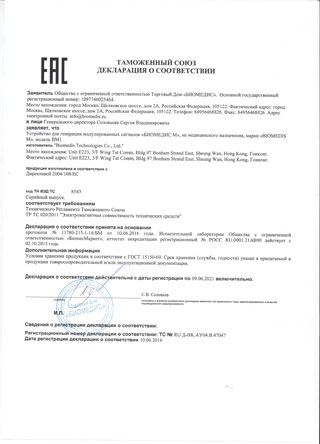 ЕАС
ТАМОЖЕННЫЙ СОЮЗ
ДЕКЛАРАЦИЯ О СООТВЕТСТВИИ
Заявитель Общество с ограниченной ответственностью Торговый Дом «БИОМЕДИС». Основной государственный
регистрационный номер: 1097746023464.
Место нахождения: город Москва, Щелковское шоссе, дом 2А, Российская Федерация, 105122. Фактический адрес: город
Москва, Щелковское шоссе, дом 2А, Российская Федерация, 105122. Телефон: 84956468826. Факс: 84956468826. Адрес
электронной почты: info@biomedis.ru.
в лице Генерального директора Соловьева Сергея Владимировича
заявляет, что
Устройство для генерации модулированных сигналов «БИОМЕДИС М», не медицинского назначения, марки «BIOMEDIS
M», модель BM1
изготовитель "Biomedis Technologies Co., Ltd."
Место нахождения: Unit E223, 3/F Wing Tat Comm, Bldg 97 Bonham Strand East, Sheung Wan, Hong Kong, Гонконг.
Фактический адрес: Unit E223, 3/F Wing Tat Comm, Bldg 97 Bonham Strand East, Sheung Wan, Hong Kong, Гонконг.
продукция изготовлена в соответствии с
Директивой 2004/108/ЕС
код ТН ВЭД ТС 8543
Серийный выпуск.
соответствует требованиям
Технического Регламента Таможенного Союза
ТР ТС 020/2011 "Электромагнитная совместимость технических средств"
Декларация о соответствии принята на основании
протокола № 11780-215-1-16/БМ от 10.06.2016 года Испытательной лаборатории Общества с ограниченной
ответственностью «БизнесМаркет», аттестат аккредитации регистрационный № РОСС RU.0001.21АВ90 действует с
02.10.2013 года.
Дополнительная информация
Условия хранения продукции в соответствии с ГОСТ 15150-69. Срок хранения (службы, годности) указан в прилагаемой к
продукции товаросопроводительной и/или эксплуатационной документации.
Декларация о соответствии действительна с даты регистрации по 09.06.2021 включительно.
С.В. Соловьев
М.П.
БИОМЕДИС
Сведения о регистрации декларации о соответствии:
Регистрационный номер декларации о соответствии: ТС № RU Д-HK.АУ04.В.47047
Дата регистрации декларации о соответствии: 10.06.2016